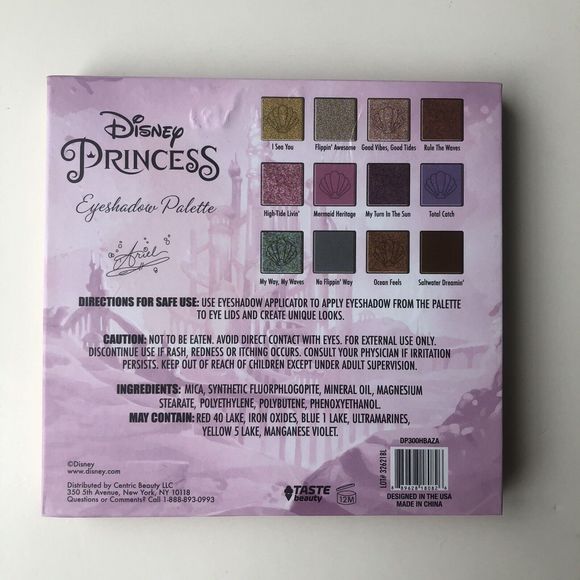 Disney
PRINCESS
Eyeshadow Palette
Ariel
I Sea You
Flippin' Awesome
Good Vibes, Good Tides
Rule The Waves
High-Tide Livin'
Mermaid Heritage
My Turn In The Sun
Total Catch
My Way, My Waves
No Flippin' Way
Ocean Feels
Saltwater Dreamin'
DIRECTIONS FOR SAFE USE: USE EYESHADOW APPLICATOR TO APPLY EYESHADOW FROM THE PALETTE
TO EYE LIDS AND CREATE UNIQUE LOOKS.
CAUTION: NOT TO BE EATEN. AVOID DIRECT CONTACT WITH EYES. FOR EXTERNAL USE ONLY.
DISCONTINUE USE IF RASH, REDNESS OR ITCHING OCCURS. CONSULT YOUR PHYSICIAN IF IRRITATION
PERSISTS. KEEP OUT OF REACH OF CHILDREN EXCEPT UNDER ADULT SUPERVISION.
INGREDIENTS: MICA, SYNTHETIC FLUORPHLOGOPITE, MINERAL OIL, MAGNESIUM
STEARATE, POLYETHYLENE, POLYBUTENE, PHENOXYETHANOL.
MAY CONTAIN: RED 40 LAKE, IRON OXIDES, BLUE 1 LAKE, ULTRAMARINES,
YELLOW 5 LAKE, MANGANESE VIOLET.
©Disney
www.disney.com
Distributed by Centric Beauty LLC
350 5th Avenue, New York, NY 10118
Questions or Comments? Call 1-888-893-0993
TASTE
beauty
12M
DP300HBAZA
LOT# 32621BL
8 89628 18082 6
DESIGNED IN THE USA
MADE IN CHINA